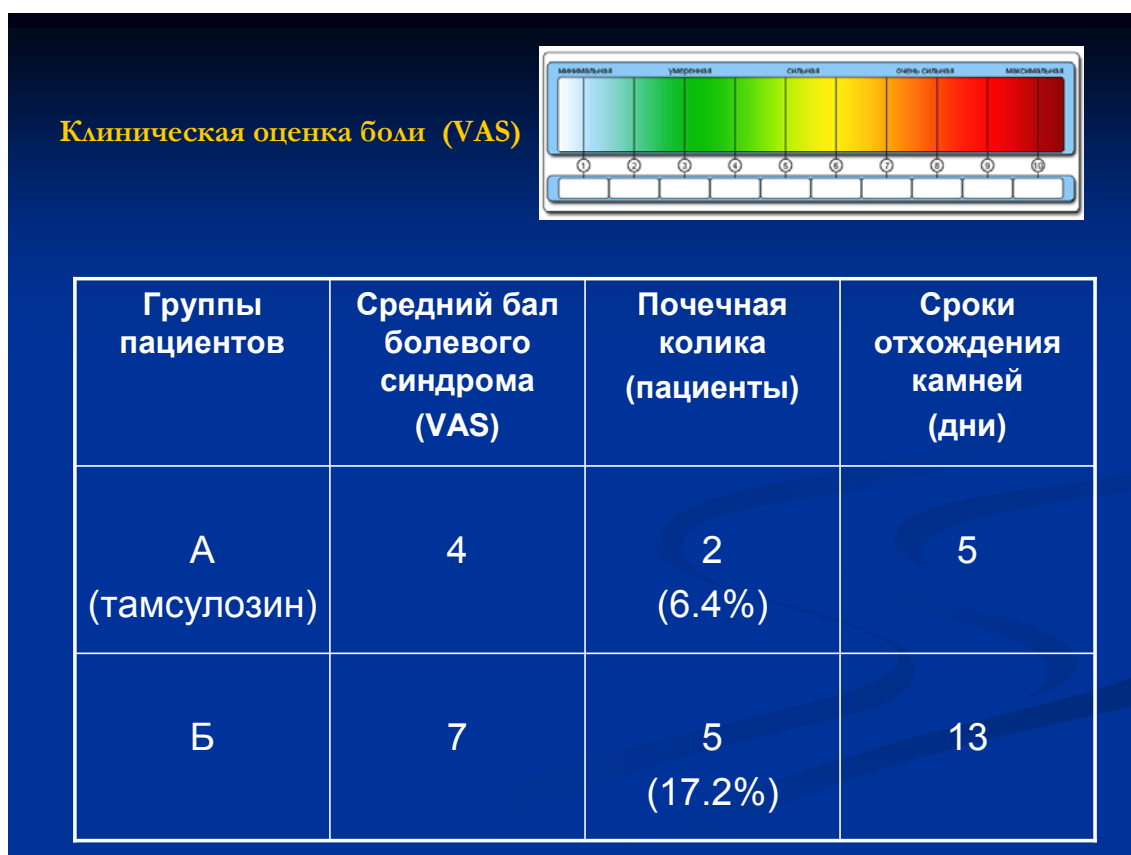 минимальная умеренная сильная очень сильная максимальная
Клиническая оценка боли (VAS)
1 2 3 4 5 6 7 8 9 10
Группы
пациентов
Средний бал
болевого
синдрома
(VAS)
Почечная
колика
(пациенты)
Сроки
отхождения
камней
(дни)
А
(тамсулозин)
4
2
(6.4%)
5
Б
7
5
(17.2%)
13